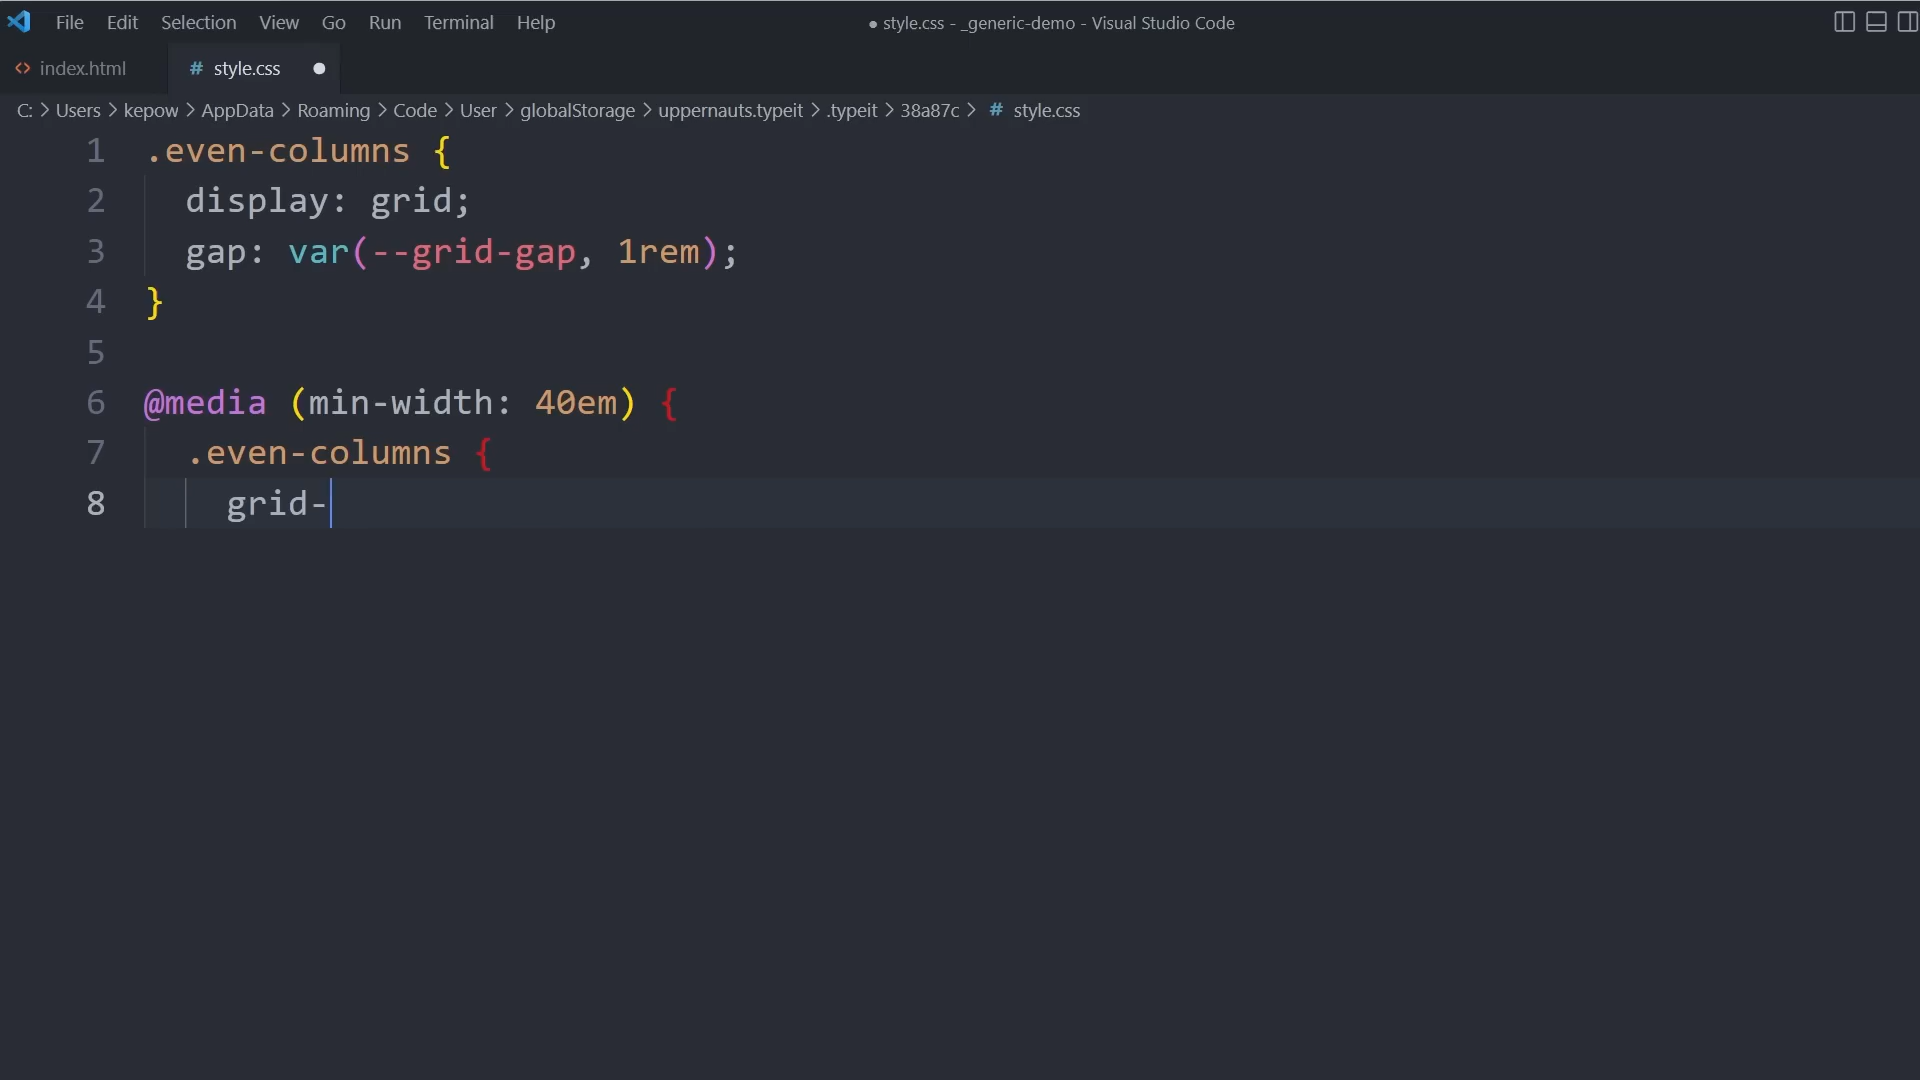 File Edit Selection View Go Run Terminal Help ● style.css - _generic-demo - Visual Studio Code
<> index.html # style.css ●
C: > Users > kepow > AppData > Roaming > Code > User > globalStorage > uppernauts.typeit > .typeit > 38a87c > # style.css
1 .even-columns {
2 display: grid;
3 gap: var(--grid-gap, 1rem);
4 }
5
6 @media (min-width: 40em) {
7 .even-columns {
8 grid-